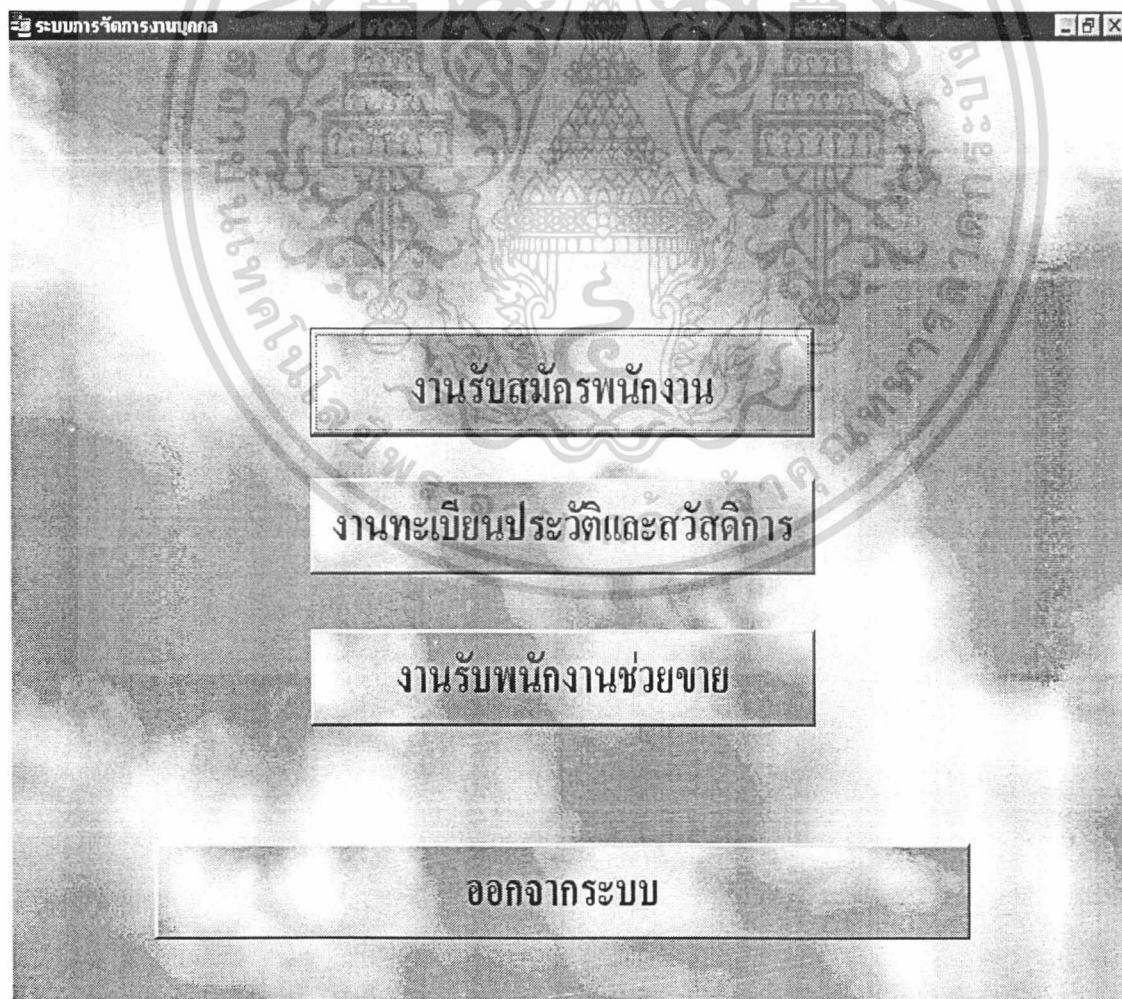 ระบบการจัดการงานบุคคล
งานรับสมัครพนักงาน
งานทะเบียนประวัติและสวัสดิการ
งานรับพนักงานช่วยขาย
ออกจากระบบ